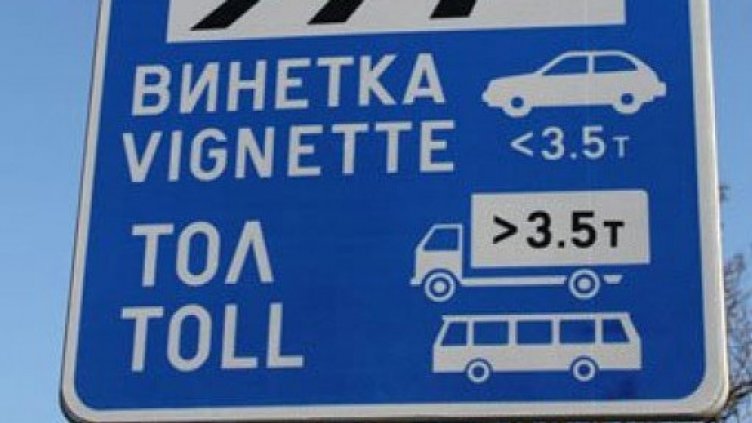 ВИНЕТКА
VIGNETTE
<3.5т
ТОЛ
TOLL
>3.5т